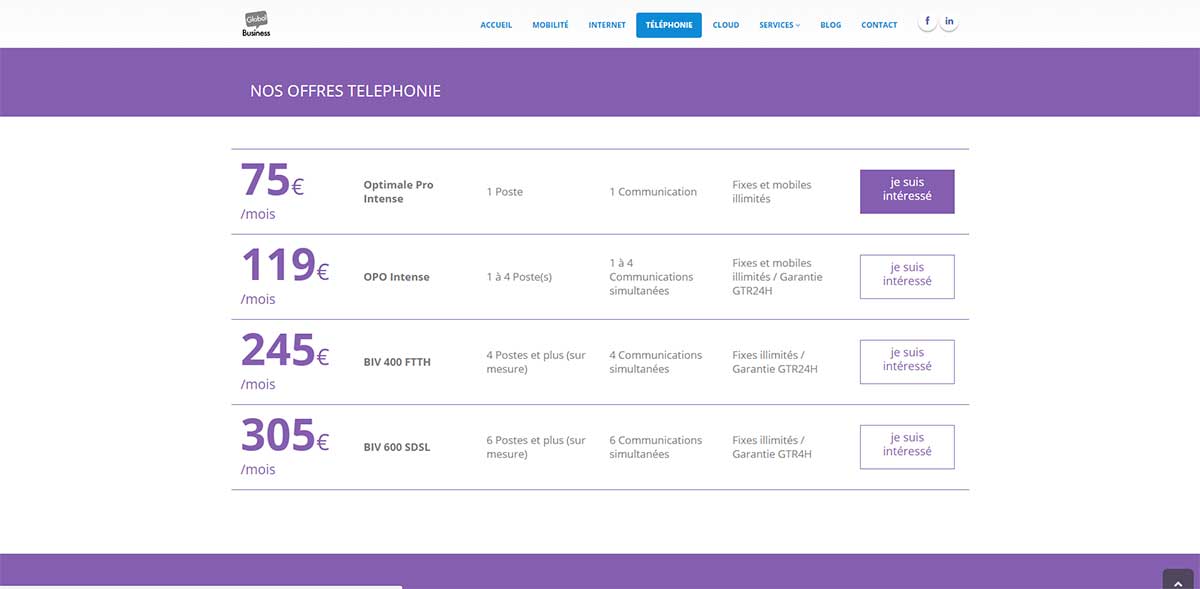 Global
Business
ACCUEIL MOBILITÉ INTERNET TÉLÉPHONIE CLOUD SERVICES BLOG CONTACT f in
NOS OFFRES TELEPHONIE
75€
/mois
Optimale Pro
Intense
1 Poste
1 Communication
Fixes et mobiles
illimités
je suis
intéressé
119€
/mois
OPO Intense
1 à 4 Poste(s)
1 à 4
Communications
simultanées
Fixes et mobiles
illimités / Garantie
GTR24H
je suis
intéressé
245€
/mois
BIV 400 FTTH
4 Postes et plus (sur
mesure)
4 Communications
simultanées
Fixes illimités /
Garantie GTR24H
je suis
intéressé
305€
/mois
BIV 600 SDSL
6 Postes et plus (sur
mesure)
6 Communications
simultanées
Fixes illimités /
Garantie GTR4H
je suis
intéressé